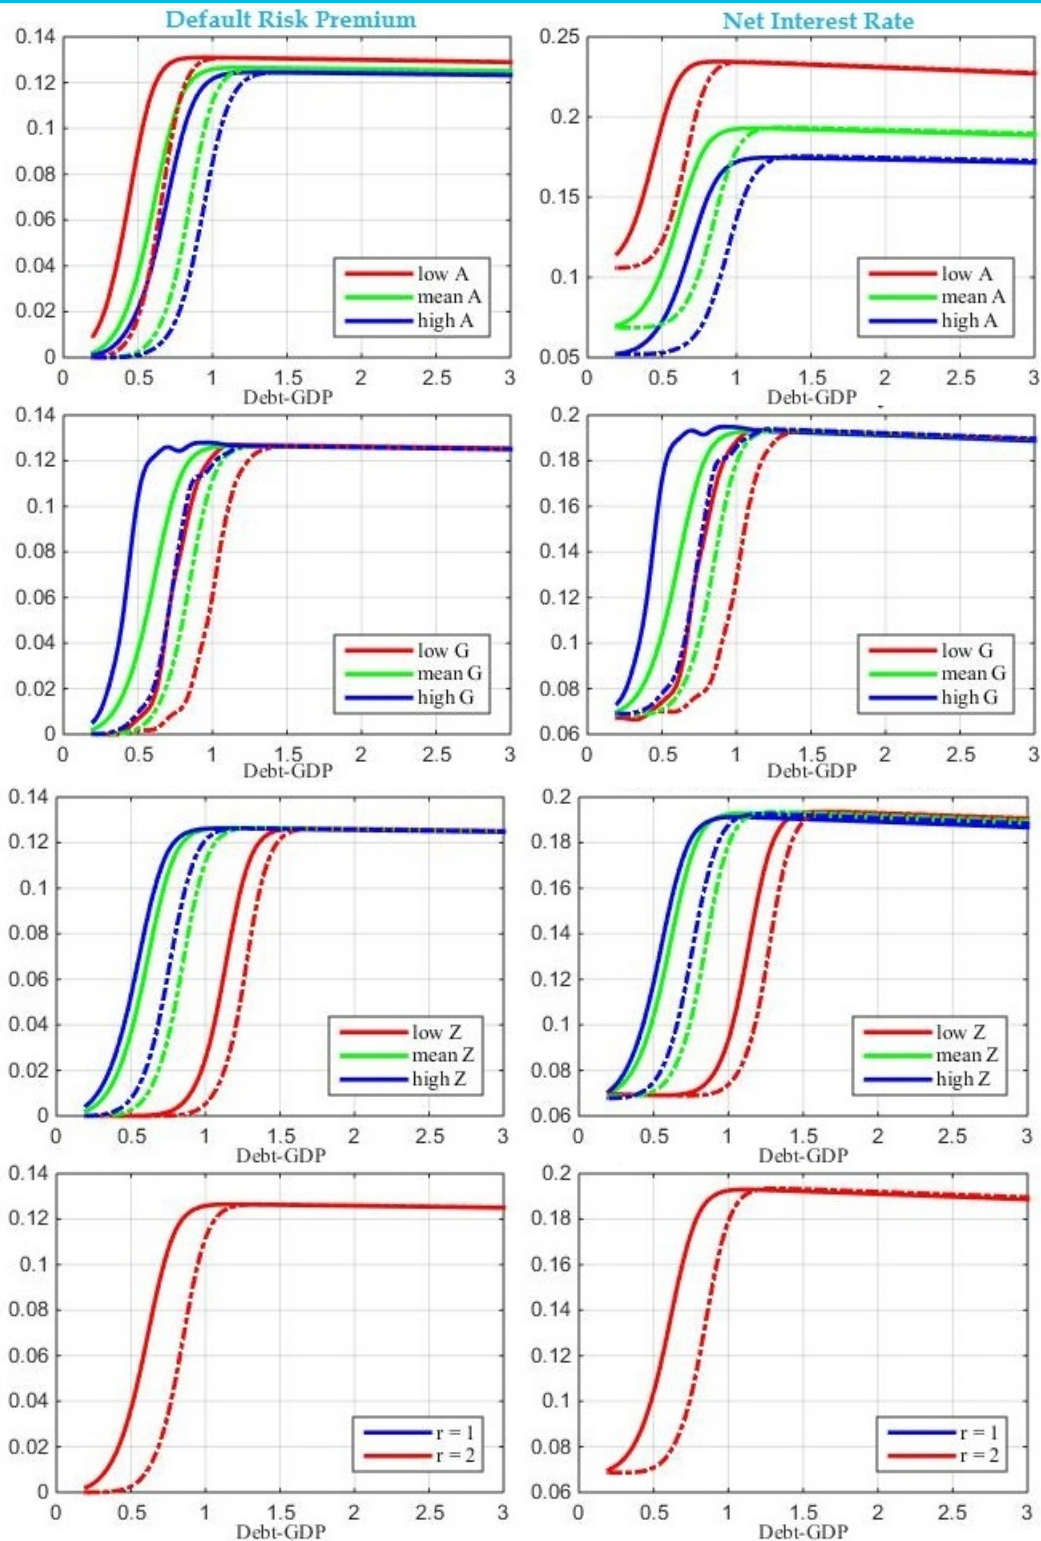 Default Risk Premium
Net Interest Rate
0.14
0.12
0.1
0.08
0.06
0.04
0.02
0
low A
mean A
high A
0 0.5 1 1.5 2 2.5 3
Debt-GDP
0.25
0.2
0.15
0.1
0.05
low A
mean A
high A
0 0.5 1 1.5 2 2.5 3
Debt-GDP
0.14
0.12
0.1
0.08
0.06
0.04
0.02
0
low G
mean G
high G
0 0.5 1 1.5 2 2.5 3
Debt-GDP
0.2
0.18
0.16
0.14
0.12
0.1
0.08
0.06
low G
mean G
high G
0 0.5 1 1.5 2 2.5 3
Debt-GDP
0.14
0.12
0.1
0.08
0.06
0.04
0.02
0
low Z
mean Z
high Z
0 0.5 1 1.5 2 2.5 3
Debt-GDP
0.2
0.18
0.16
0.14
0.12
0.1
0.08
0.06
low Z
mean Z
high Z
0 0.5 1 1.5 2 2.5 3
Debt-GDP
0.14
0.12
0.1
0.08
0.06
0.04
0.02
0
r = 1
r = 2
0 0.5 1 1.5 2 2.5 3
Debt-GDP
0.2
0.18
0.16
0.14
0.12
0.1
0.08
0.06
r = 1
r = 2
0 0.5 1 1.5 2 2.5 3
Debt-GDP